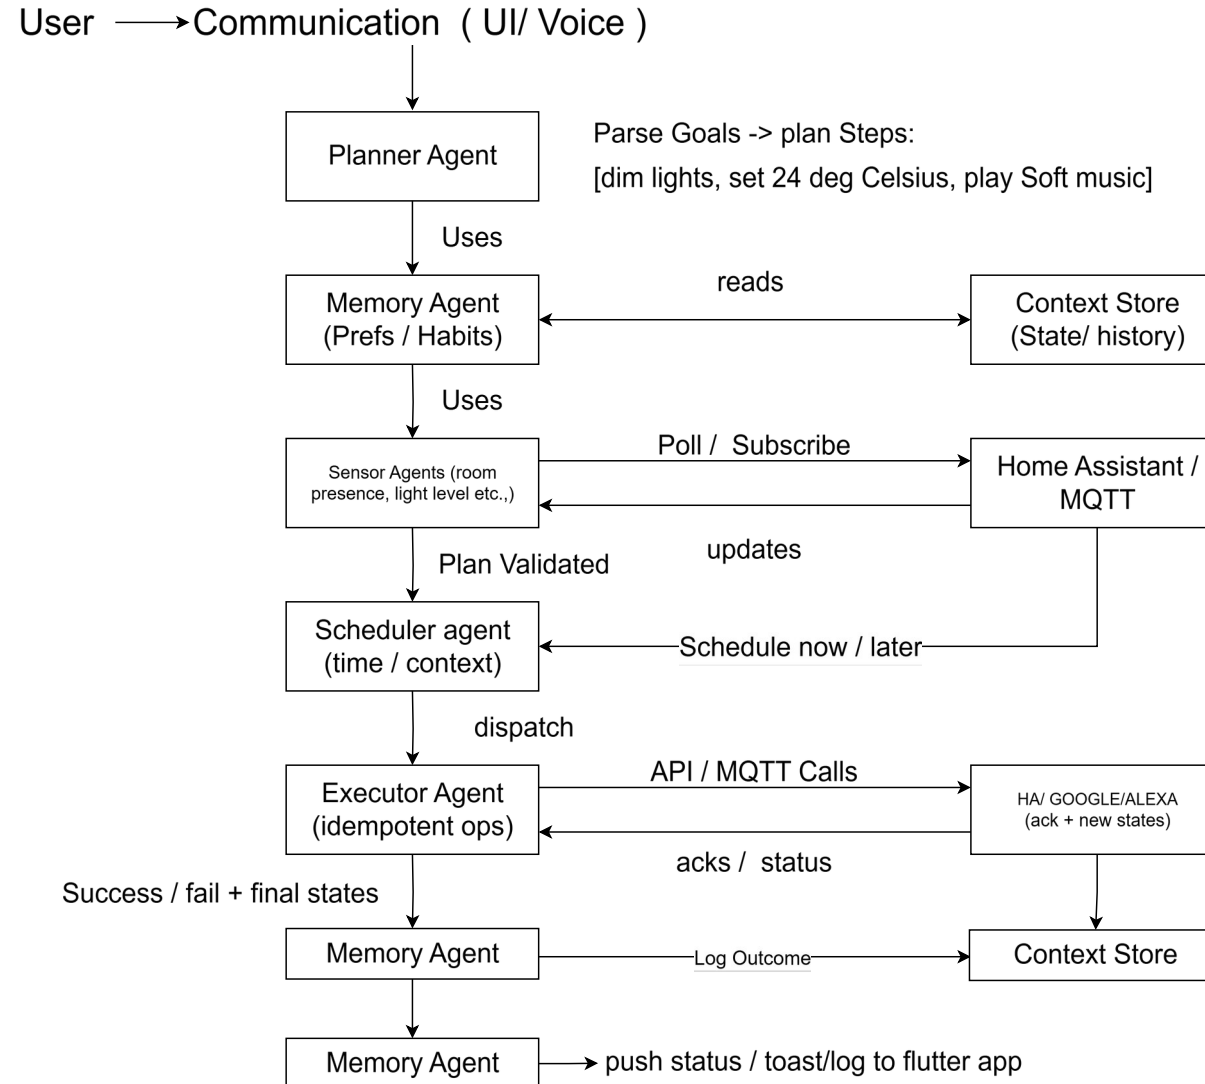 User
Communication ( UI/ Voice )
Planner Agent
Parse Goals -> plan Steps:
[dim lights, set 24 deg Celsius, play Soft music]
Uses
Memory Agent
(Prefs / Habits)
reads
Context Store
(State/ history)
Uses
Sensor Agents (room
presence, light level etc.,)
Poll / Subscribe
Home Assistant /
MQTT
updates
Plan Validated
Scheduler agent
(time / context)
Schedule now / later
dispatch
Executor Agent
(idempotent ops)
API / MQTT Calls
HA/ GOOGLE/ALEXA
(ack + new states)
acks / status
Success / fail + final states
Memory Agent
Log Outcome
Context Store
Memory Agent
push status / toast/log to flutter app